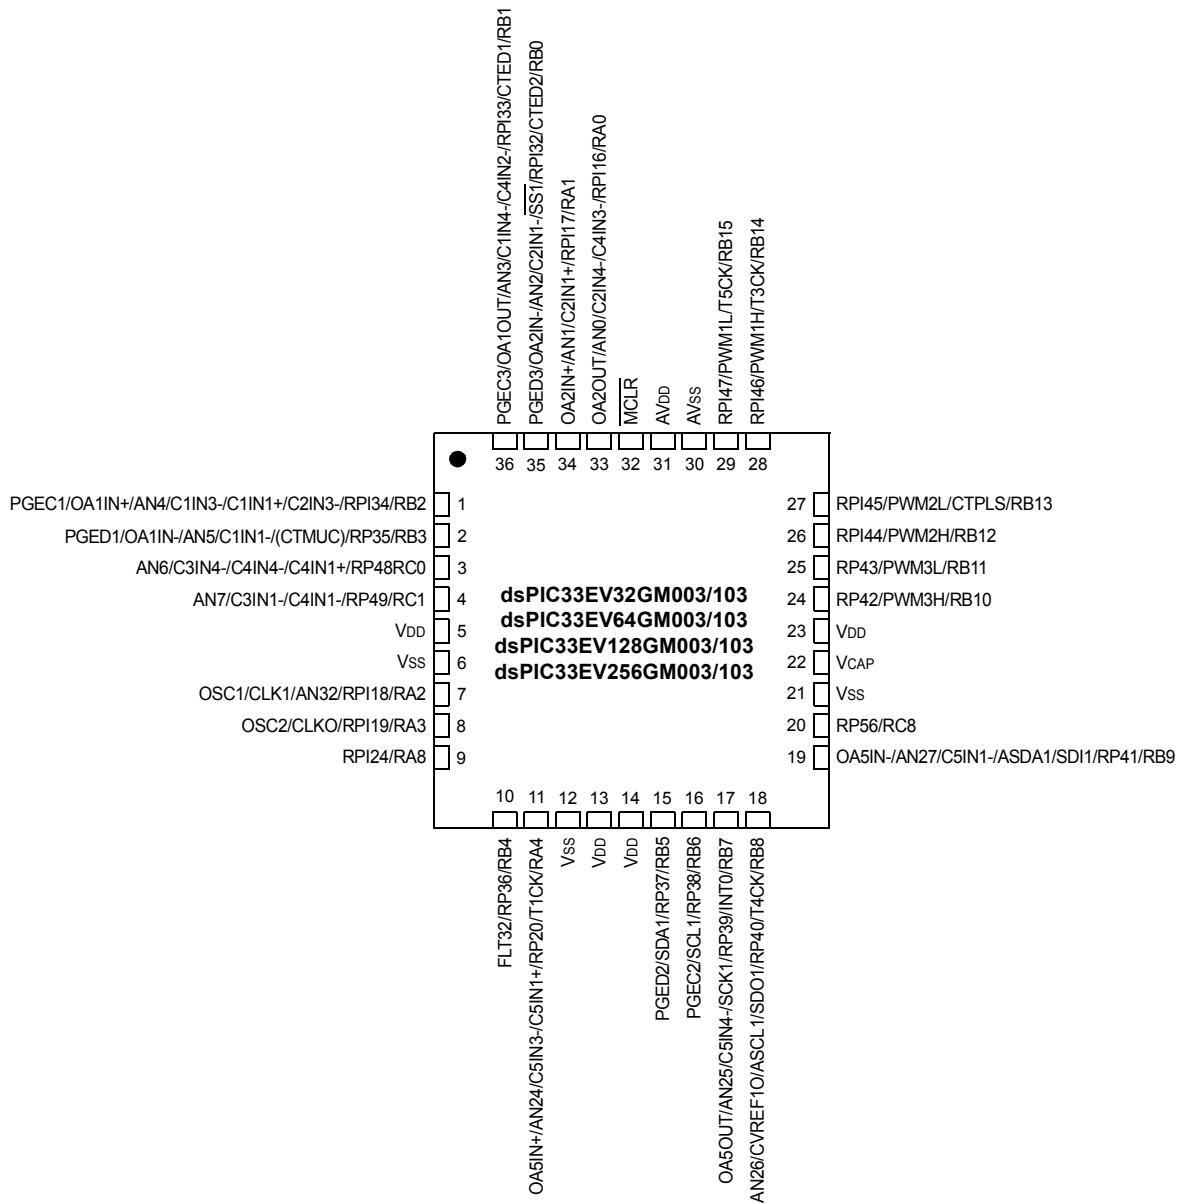 PGEC3/OA1OUT/AN3/C1IN4-/C4IN2-/RPI33/CTED1/RB1
PGED3/OA2IN-/AN2/C2IN1-/SS1/RPI32/CTED2/RB0
OA2IN+/AN1/C2IN1+/RPI17/RA1
OA2OUT/AN0/C2IN4-/C4IN3-/RPI16/RA0
MCLR
AVDD
AVSS
RPI47/PWM1L/T5CK/RB15
RPI46/PWM1H/T3CK/RB14
36 35 34 33 32 31 30 29 28
PGEC1/OA1IN+/AN4/C1IN3-/C1IN1+/C2IN3-/RPI34/RB2 1
PGED1/OA1IN-/AN5/C1IN1-/(CTMUC)/RP35/RB3 2
AN6/C3IN4-/C4IN4-/C4IN1+/RP48RC0 3
AN7/C3IN1-/C4IN1-/RP49/RC1 4
VDD 5
VSS 6
OSC1/CLK1/AN32/RPI18/RA2 7
OSC2/CLKO/RPI19/RA3 8
RPI24/RA8 9
dsPIC33EV32GM003/103
dsPIC33EV64GM003/103
dsPIC33EV128GM003/103
dsPIC33EV256GM003/103
27 RPI45/PWM2L/CTPLS/RB13
26 RPI44/PWM2H/RB12
25 RP43/PWM3L/RB11
24 RP42/PWM3H/RB10
23 VDD
22 VCAP
21 VSS
20 RP56/RC8
19 OA5IN-/AN27/C5IN1-/ASDA1/SDI1/RP41/RB9
10 11 12 13 14 15 16 17 18
FLT32/RP36/RB4
OA5IN+/AN24/C5IN3-/C5IN1+/RP20/T1CK/RA4
VSS
VDD
VDD
PGED2/SDA1/RP37/RB5
PGEC2/SCL1/RP38/RB6
OA5OUT/AN25/C5IN4-/SCK1/RP39/INT0/RB7
AN26/CVREF1O/ASCL1/SDO1/RP40/T4CK/RB8